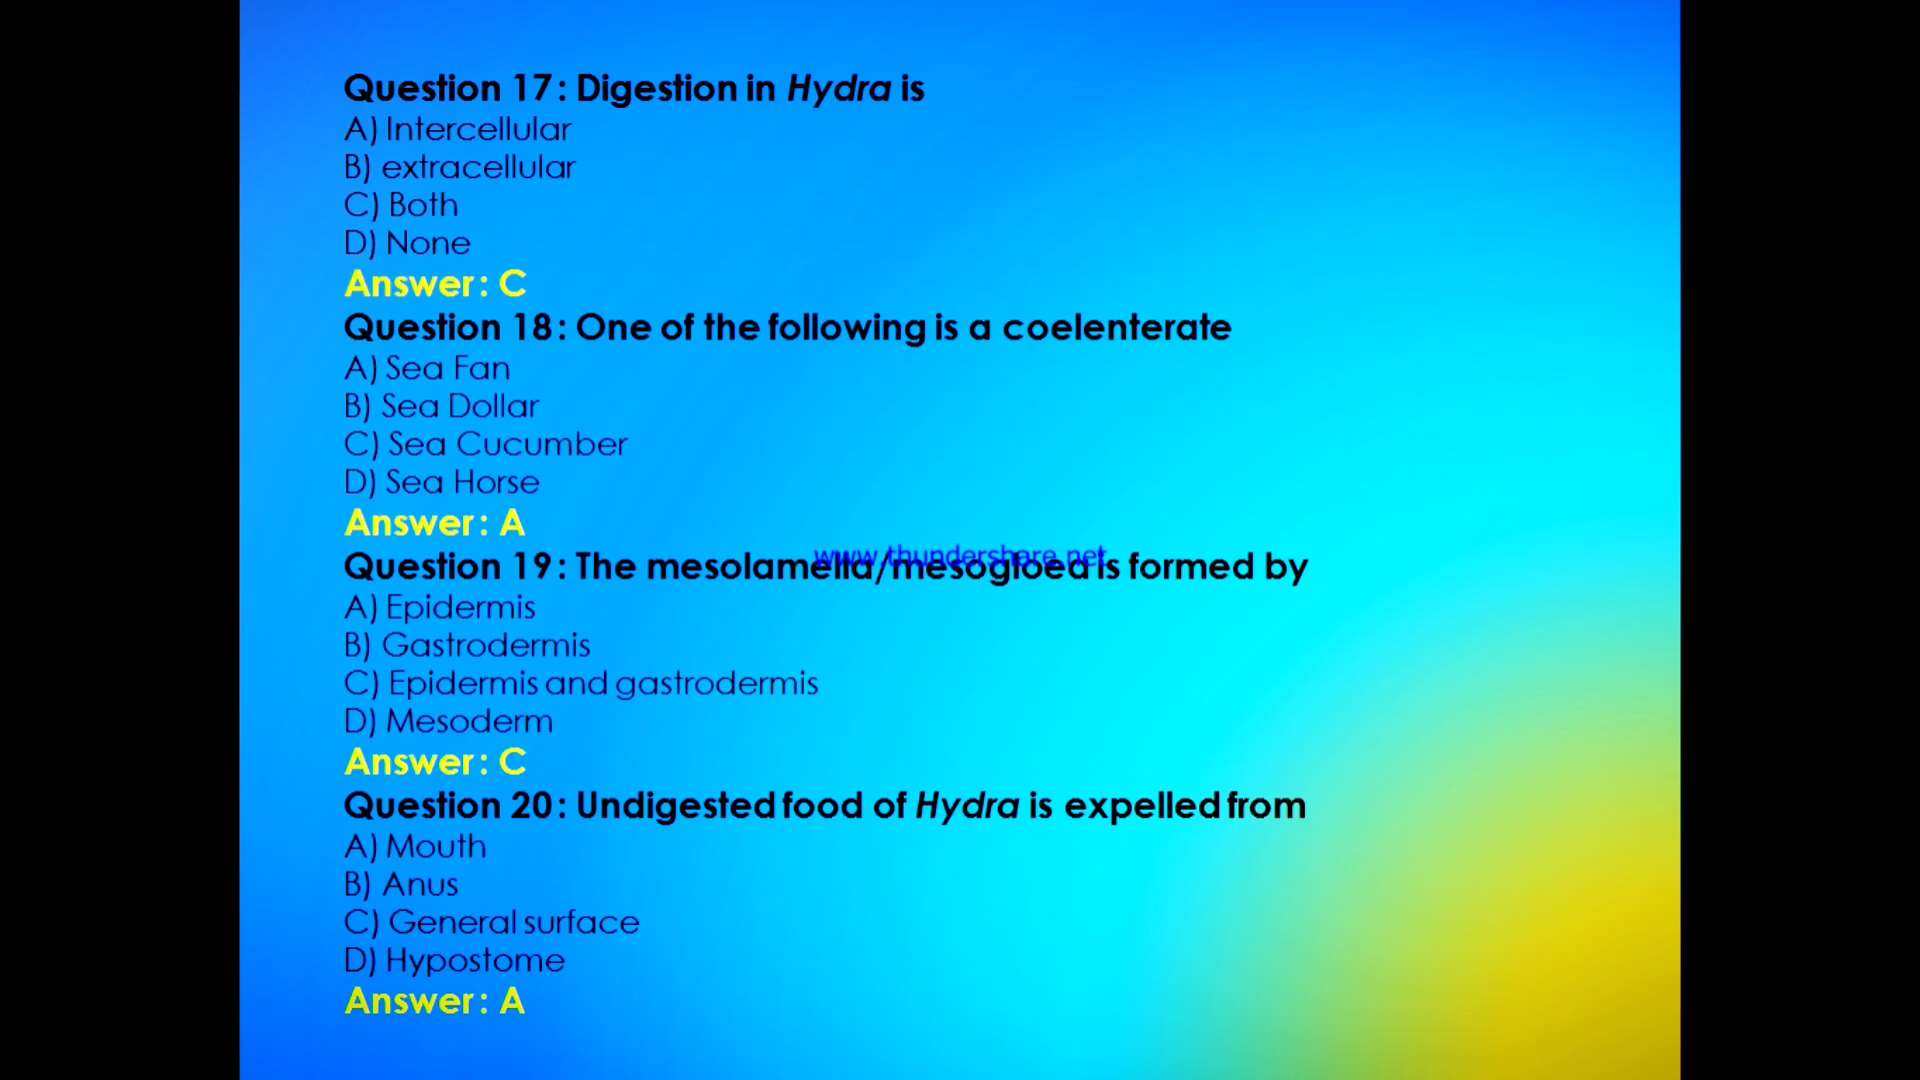 Question 17: Digestion in Hydra is
A) Intercellular
B) extracellular
C) Both
D) None
Answer: C
Question 18: One of the following is a coelenterate
A) Sea Fan
B) Sea Dollar
C) Sea Cucumber
D) Sea Horse
Answer: A
www.thundershare.net
Question 19: The mesolamella/mesogloea is formed by
A) Epidermis
B) Gastrodermis
C) Epidermis and gastrodermis
D) Mesoderm
Answer: C
Question 20: Undigested food of Hydra is expelled from
A) Mouth
B) Anus
C) General surface
D) Hypostome
Answer: A